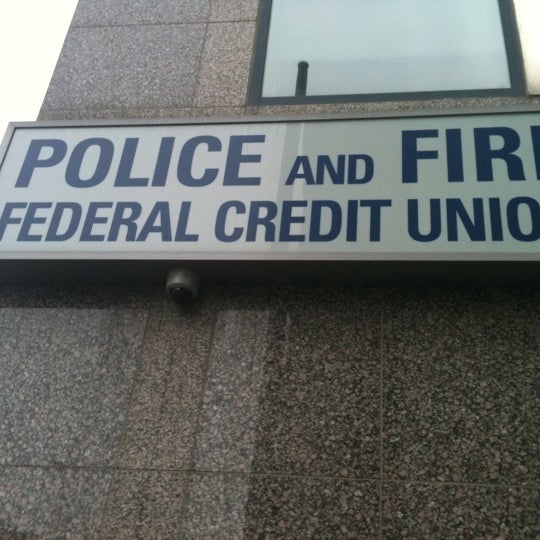 POLICE AND FIR
FEDERAL CREDIT UNIO